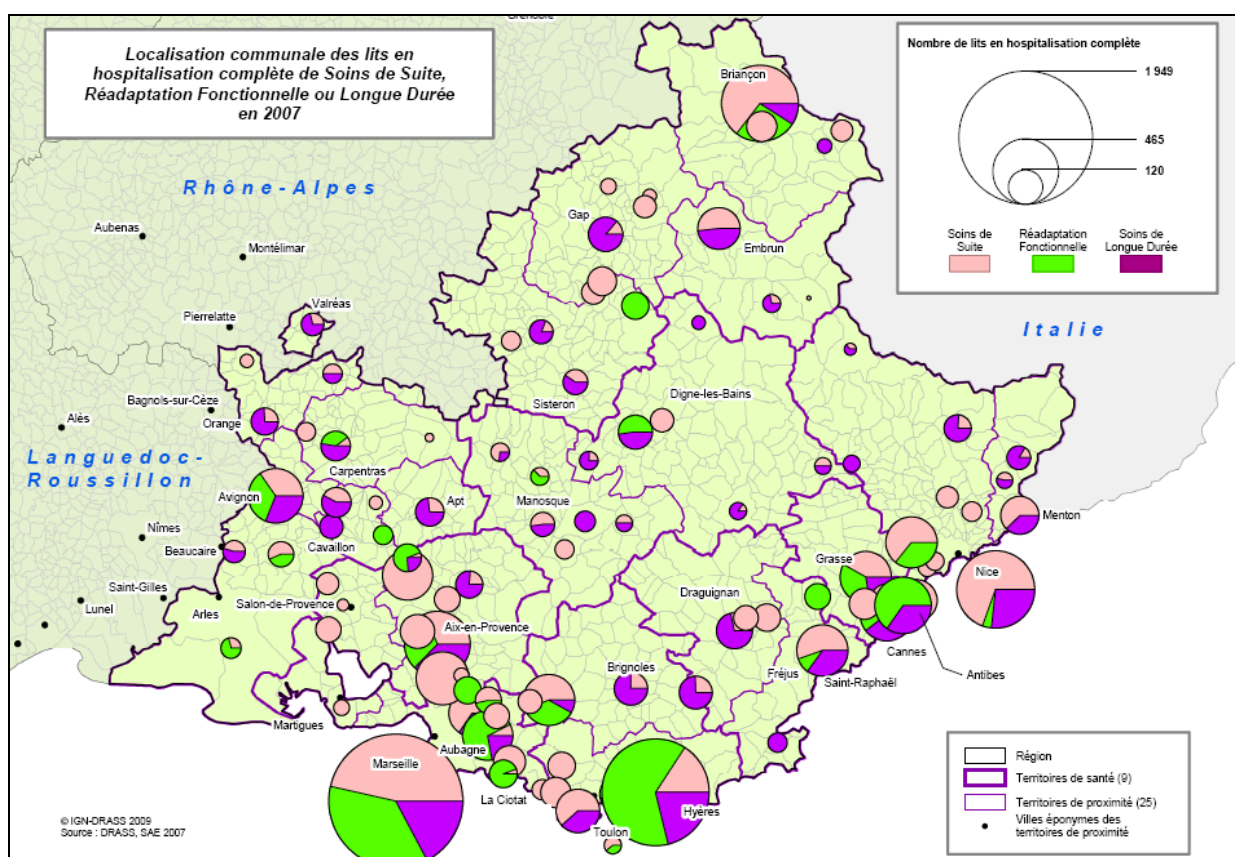 Grenoble
Localisation communale des lits en
hospitalisation complète de Soins de Suite,
Réadaptation Fonctionnelle ou Longue Durée
en 2007
Nombre de lits en hospitalisation complète
1 949
465
120
Soins de
Suite
Réadaptation
Fonctionnelle
Soins de
Longue Durée
Briançon
Rhône-Alpes
Aubenas
Montélimar
Gap
Embrun
Valréas
Pierrelatte
Italie
Bagnols-sur-Cèze
Alès
Orange
Sisteron
Digne-les-Bains
Languedoc-
Roussillon
Carpentras
Avignon
Apt
Manosque
Menton
Nîmes
Beaucaire
Cavaillon
Grasse
Nice
Saint-Gilles
Lunel
Arles
Salon-de-Provence
Draguignan
Aix-en-Provence
Cannes
Antibes
Brignoles
Fréjus
Saint-Raphaël
Martigues
Aubagne
Marseille
La Ciotat
Hyères
Toulon
Région
Territoires de santé (9)
Territoires de proximité (25)
Villes éponymes des
territoires de proximité
© IGN-DRASS 2009
Source : DRASS, SAE 2007